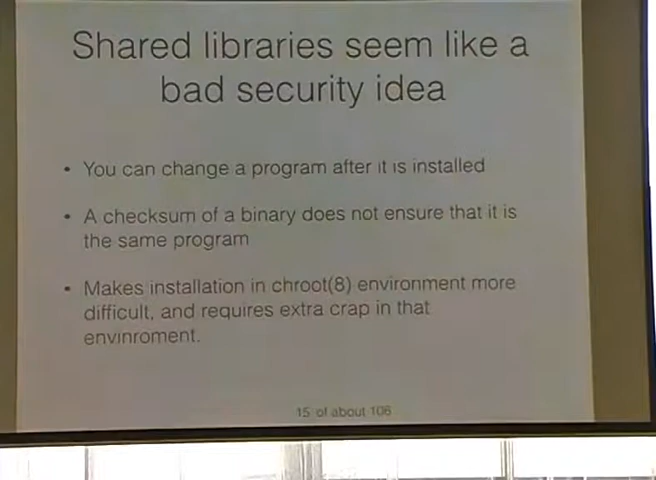 Shared libraries seem like a
bad security idea
• You can change a program after it is installed
• A checksum of a binary does not ensure that it is
the same program
• Makes installation in chroot(8) environment more
difficult, and requires extra crap in that
envinroment.
15 of about 106